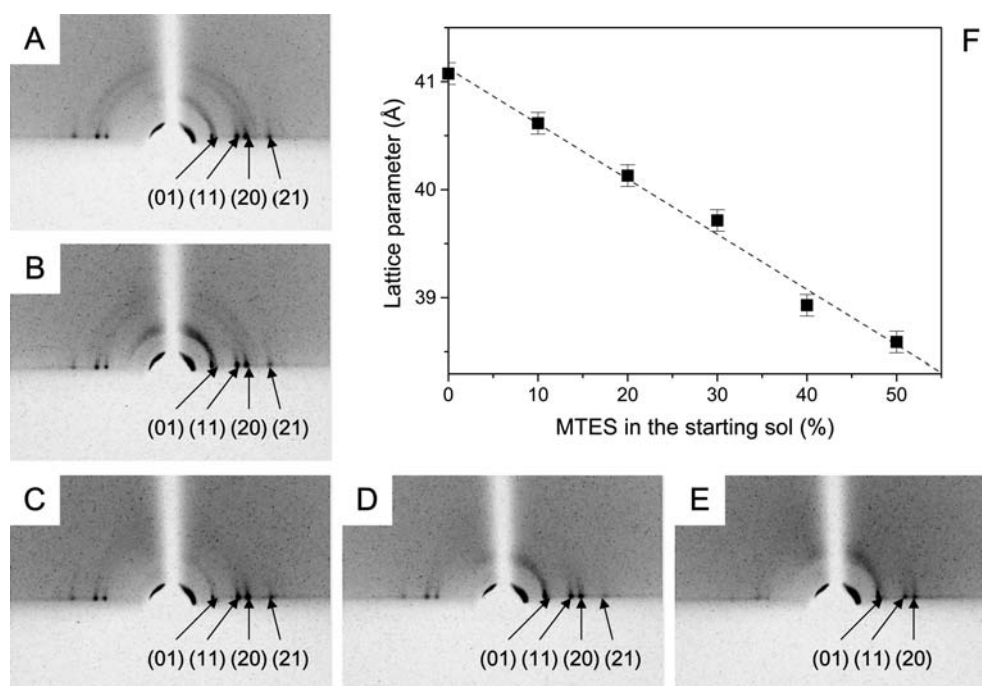 A
(01) (11) (20) (21)
B
(01) (11) (20) (21)
C
(01) (11) (20) (21)
D
(01) (11) (20) (21)
E
(01) (11) (20)
F
Lattice parameter (Å)
41
40
39
0 10 20 30 40 50
MTES in the starting sol (%)